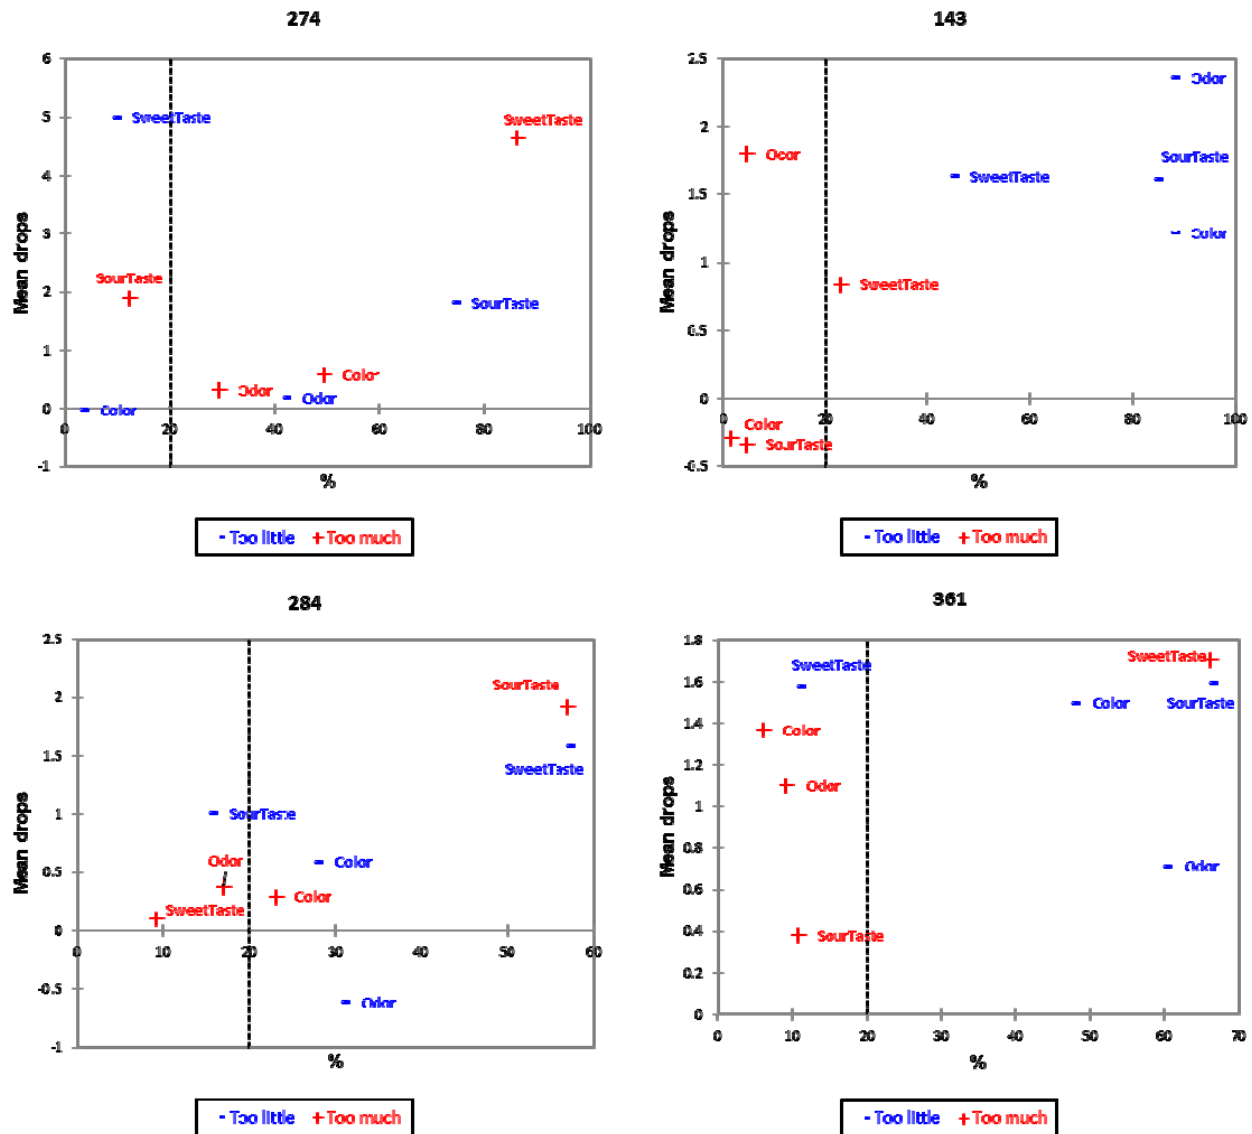 274
6
5
4
3
2
1
0
-1
Mean drops
SweetTaste
SweetTaste
SourTaste
SourTaste
Color
Odor
Odor
Color
0 20 40 60 80 100
%
Too little Too much
143
2.5
2
1.5
1
0.5
0
-0.5
Mean drops
Odor
Odor
SourTaste
SweetTaste
Color
SweetTaste
Color
SourTaste
0 20 40 60 80 100
%
Too little Too much
284
2.5
2
1.5
1
0.5
0
-0.5
-1
Mean drops
SourTaste
SweetTaste
SourTaste
Odor
Color
Color
SweetTaste
Odor
0 10 20 30 40 50 60
%
Too little Too much
361
1.8
1.6
1.4
1.2
1
0.8
0.6
0.4
0.2
0
Mean drops
SweetTaste
SweetTaste
Color
SourTaste
Color
Odor
Odor
SourTaste
0 10 20 30 40 50 60 70
%
Too little Too much